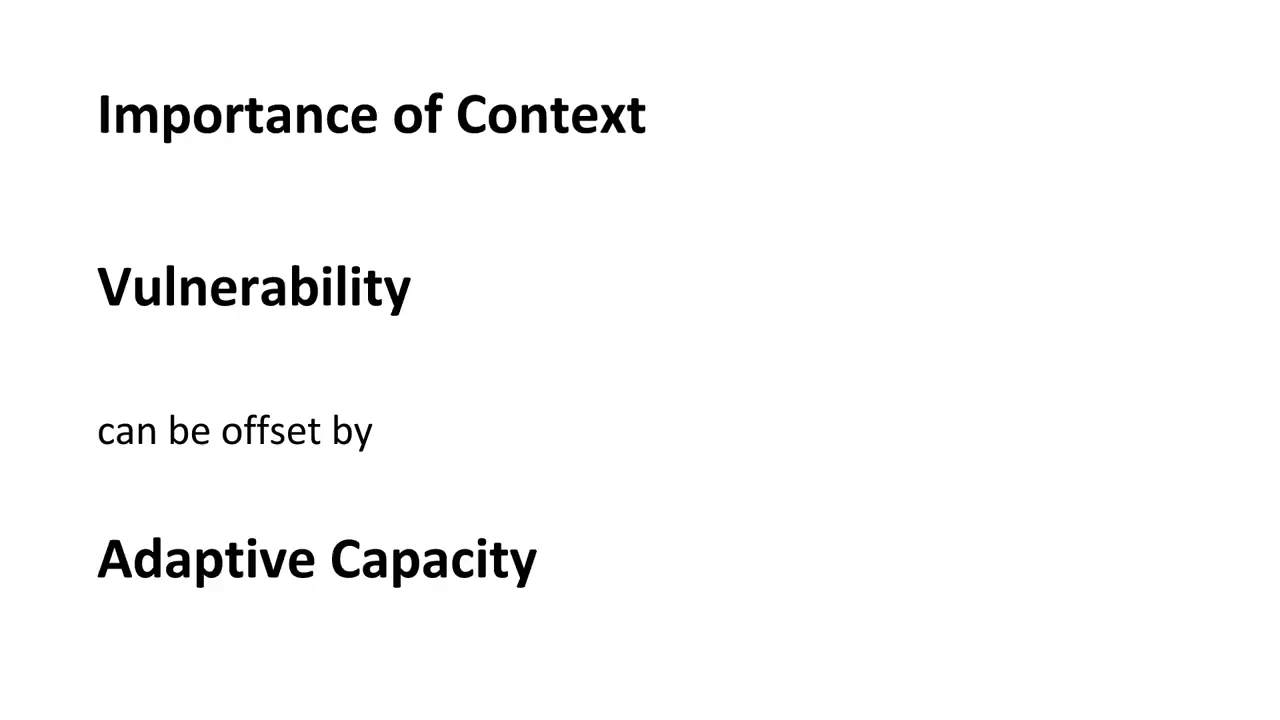 Importance of Context
Vulnerability
can be offset by
Adaptive Capacity